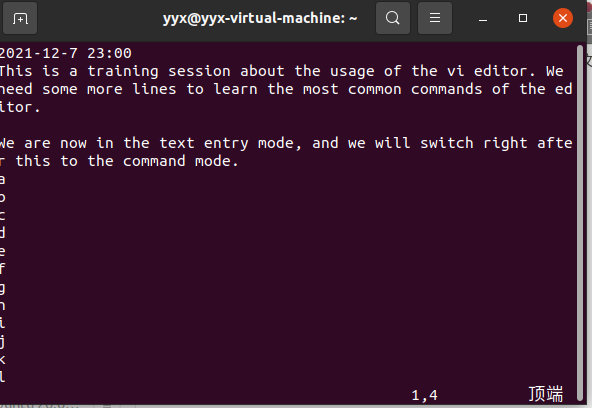 yyx@yyx-virtual-machine: ~
2021-12-7 23:00
This is a training session about the usage of the vi editor. We
need some more lines to learn the most common commands of the ed
itor.
We are now in the text entry mode, and we will switch right afte
r this to the command mode.
a
b
c
d
e
f
g
h
i
j
k
l
1,4 顶端